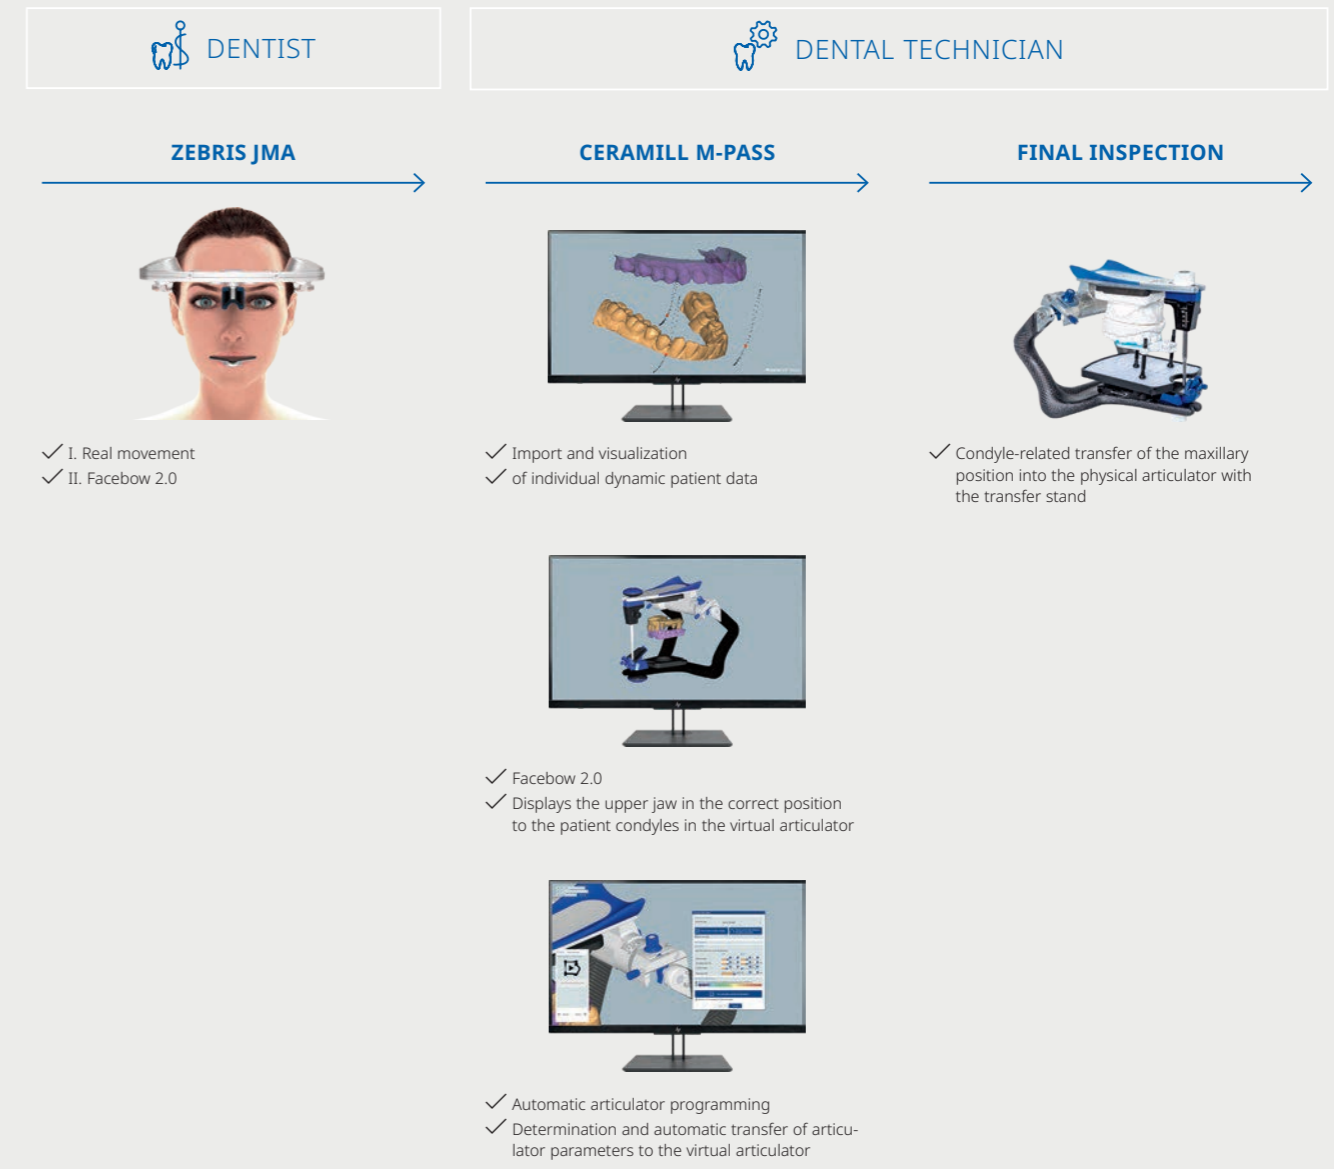 DENTIST
DENTAL TECHNICIAN
ZEBRIS JMA
CERAMILL M-PASS
FINAL INSPECTION
I. Real movement
II. Facebow 2.0
Import and visualization
of individual dynamic patient data
Condyle-related transfer of the maxillary
position into the physical articulator with
the transfer stand
Facebow 2.0
Displays the upper jaw in the correct position
to the patient condyles in the virtual articulator
Automatic articulator programming
Determination and automatic transfer of articu-
lator parameters to the virtual articulator